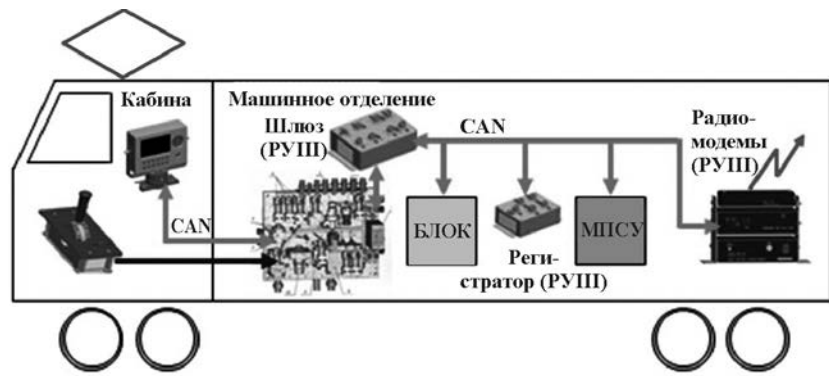 Кабина
Машинное отделение
Шлюз
(РУШ)
CAN
Радио-
модемы
(РУШ)
CAN
БЛОК
Реги-
стратор (РУШ)
МПСУ